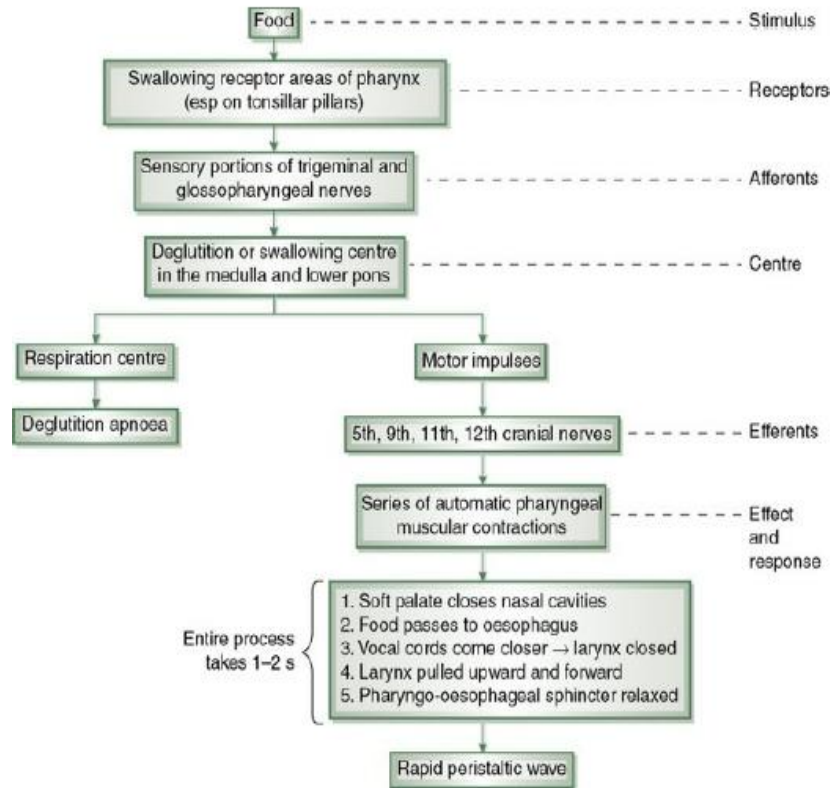 Food
Stimulus
Swallowing receptor areas of pharynx
(esp on tonsillar pillars)
Receptors
Sensory portions of trigeminal and
glossopharyngeal nerves
Afferents
Deglutition or swallowing centre
in the medulla and lower pons
Centre
Respiration centre
Motor impulses
Deglutition apnoea
5th, 9th, 11th, 12th cranial nerves
Efferents
Series of automatic pharyngeal
muscular contractions
Effect
and
response
Entire process
takes 1–2 s
1. Soft palate closes nasal cavities
2. Food passes to oesophagus
3. Vocal cords come closer → larynx closed
4. Larynx pulled upward and forward
5. Pharyngo-oesophageal sphincter relaxed
Rapid peristaltic wave